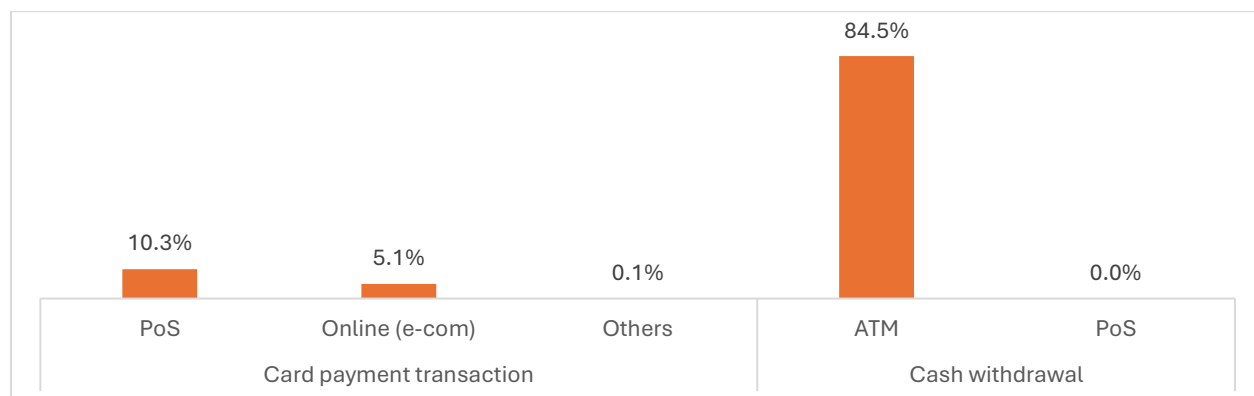 84.5%
10.3%
5.1%
0.1%
0.0%
PoS
Online (e-com)
Others
ATM
PoS
Card payment transaction
Cash withdrawal